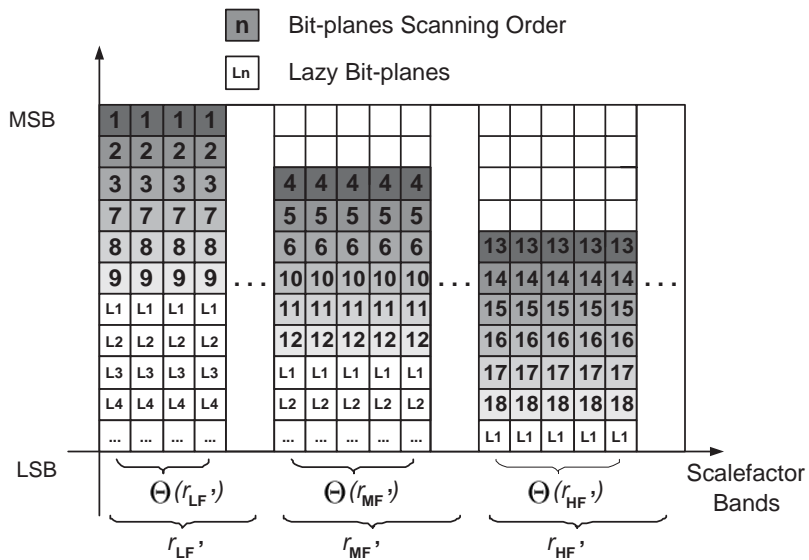 n Bit-planes Scanning Order
Ln Lazy Bit-planes
MSB
1 1 1 1
2 2 2 2
3 3 3 3 4 4 4 4 4
7 7 7 7 5 5 5 5 5
8 8 8 8 6 6 6 6 6 13 13 13 13 13
9 9 9 9 ... 10 10 10 10 10 ... 14 14 14 14 14 ...
L1 L1 L1 L1 11 11 11 11 11 15 15 15 15 15
L2 L2 L2 L2 12 12 12 12 12 16 16 16 16 16
L3 L3 L3 L3 L1 L1 L1 L1 L1 17 17 17 17 17
L4 L4 L4 L4 L2 L2 L2 L2 L2 18 18 18 18 18
... ... ... ... ... ... ... ... ... L1 L1 L1 L1 L1
LSB
Θ(rLF') Θ(rMF') Θ(rHF') Scalefactor
Bands
rLF' rMF' rHF'